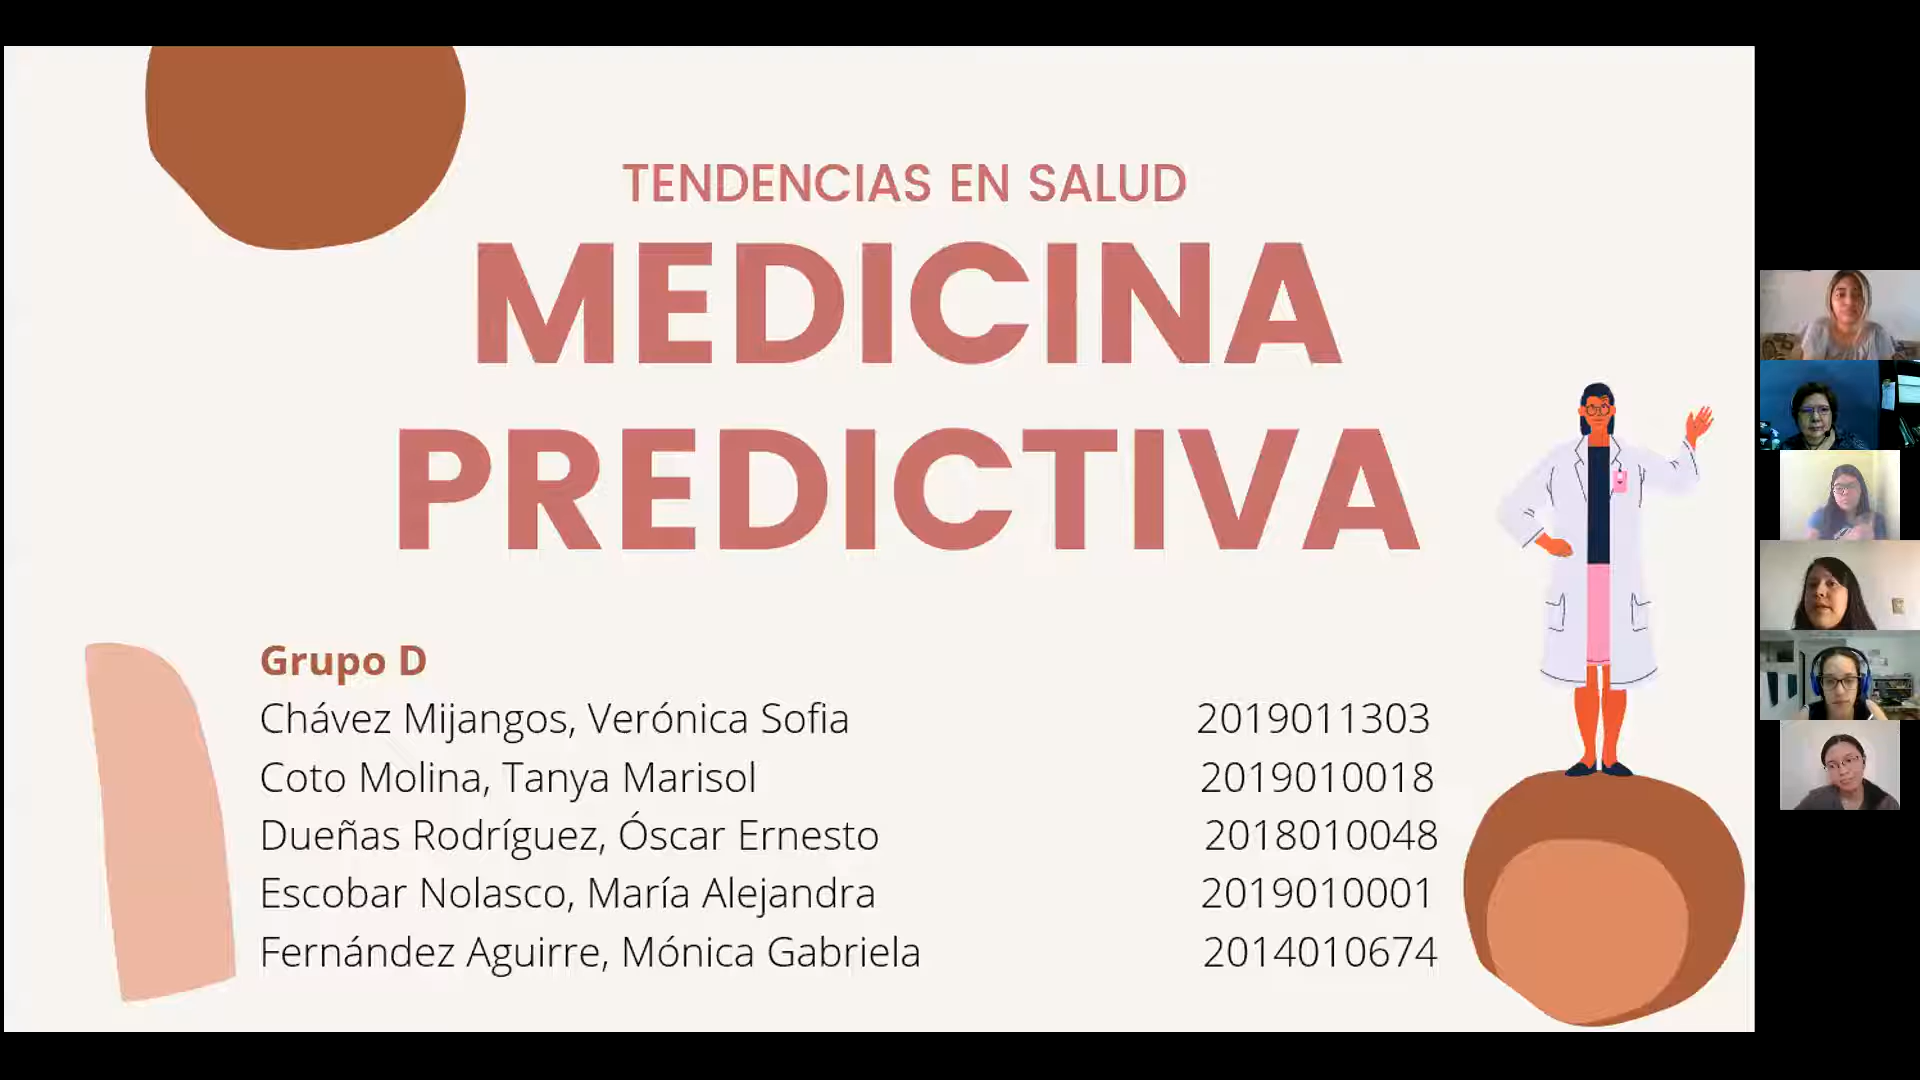 TENDENCIAS EN SALUD
MEDICINA
PREDICTIVA
Grupo D
Chávez Mijangos, Verónica Sofia 2019011303
Coto Molina, Tanya Marisol 2019010018
Dueñas Rodríguez, Óscar Ernesto 2018010048
Escobar Nolasco, María Alejandra 2019010001
Fernández Aguirre, Mónica Gabriela 2014010674